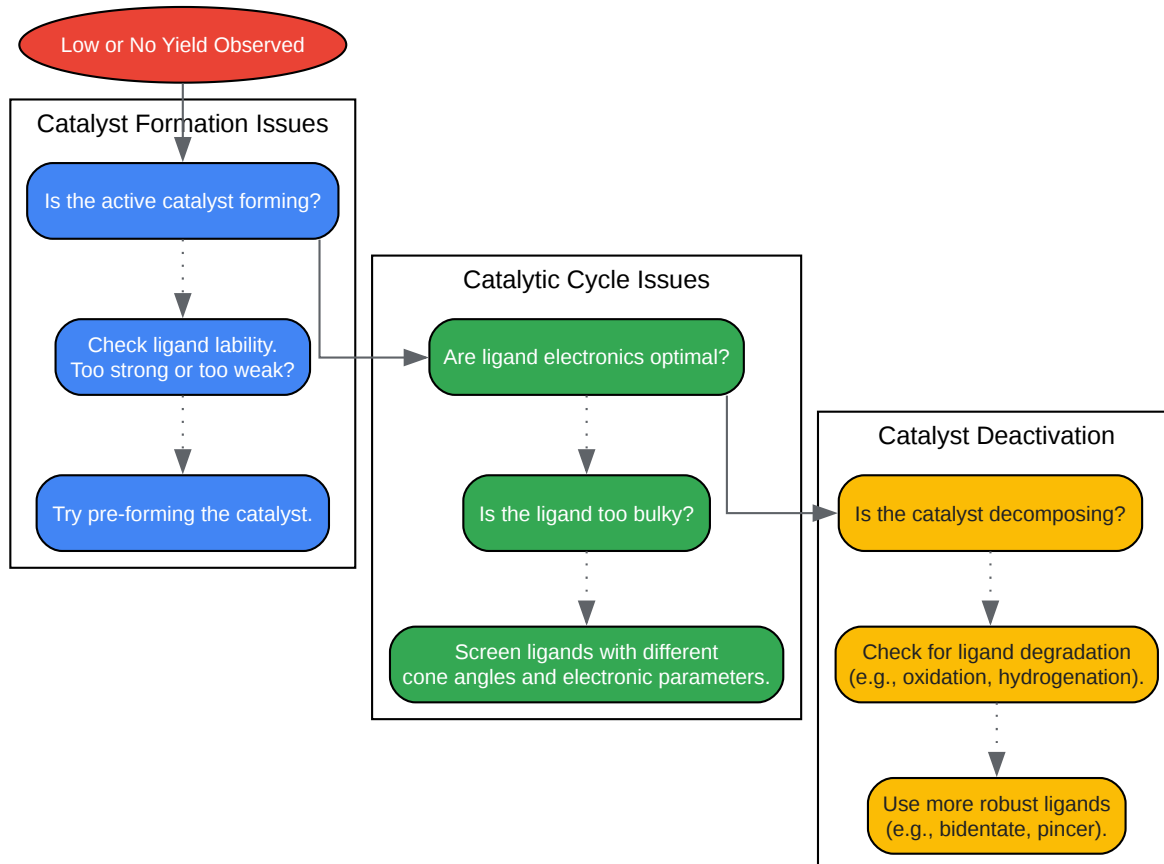 Low or No Yield Observed
Catalyst Formation Issues
Is the active catalyst forming?
Check ligand lability.
Too strong or too weak?
Try pre-forming the catalyst.
Catalytic Cycle Issues
Are ligand electronics optimal?
Is the ligand too bulky?
Screen ligands with different
cone angles and electronic parameters.
Catalyst Deactivation
Is the catalyst decomposing?
Check for ligand degradation
(e.g., oxidation, hydrogenation).
Use more robust ligands
(e.g., bidentate, pincer).